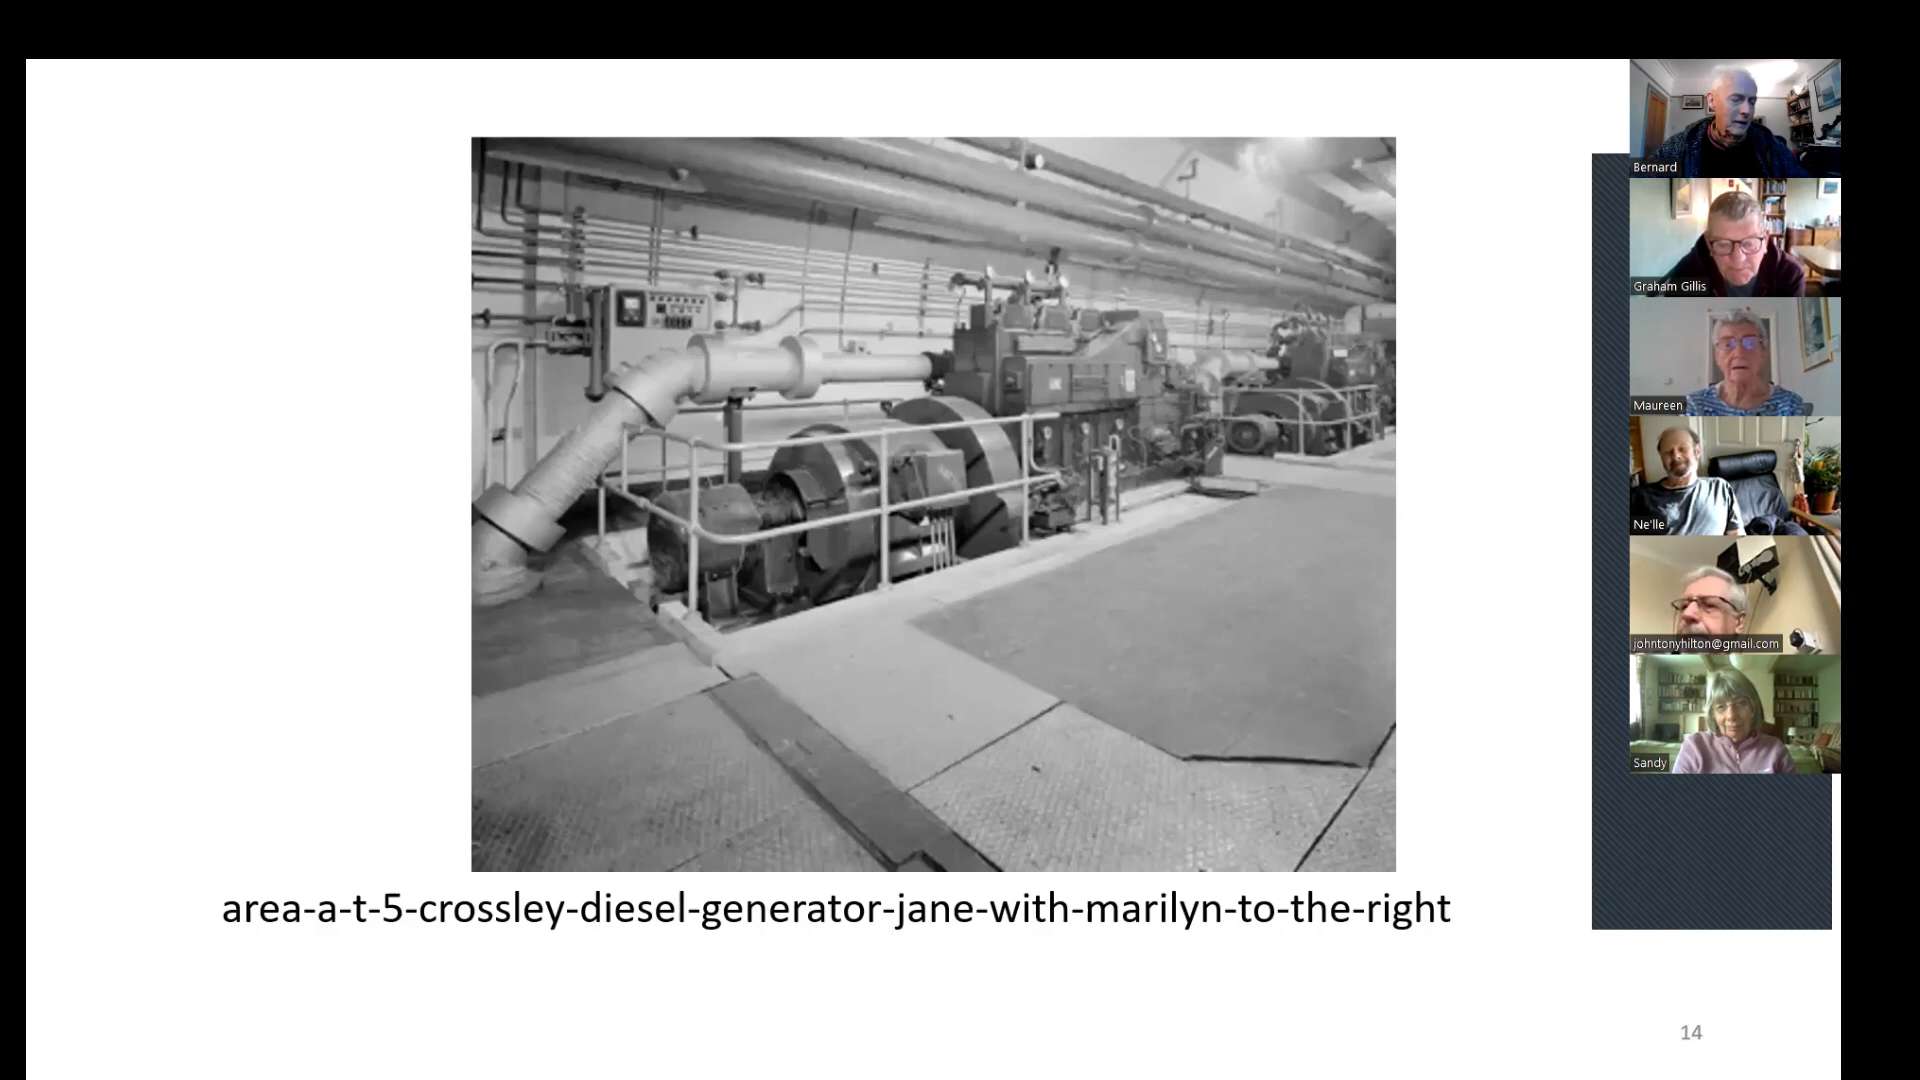 Bernard
Graham Gillis
Maureen
Ne'lle
johntonyhilton@gmail.com
Sandy
area-a-t-5-crossley-diesel-generator-jane-with-marilyn-to-the-right
14